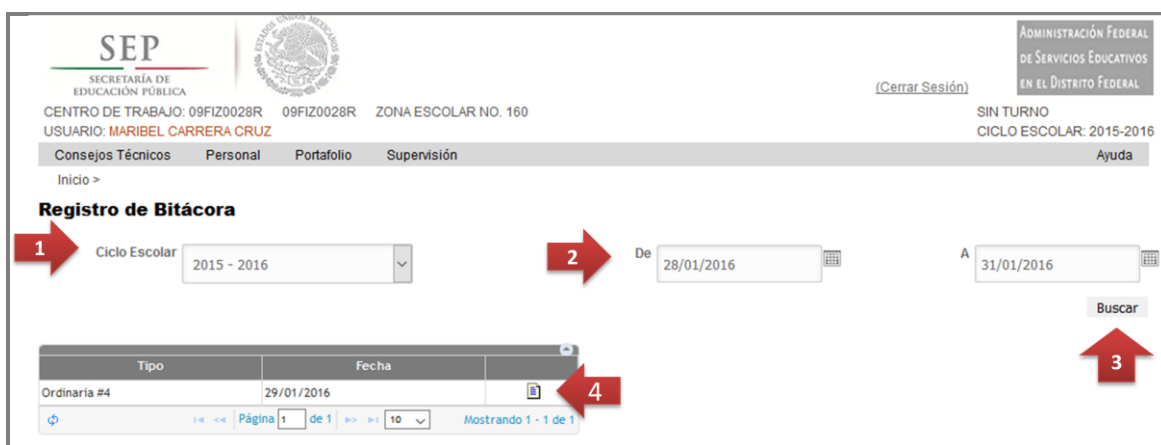 SEP
SECRETARÍA DE
EDUCACIÓN PÚBLICA
ESTADOS UNIDOS MEXICANOS
ADMINISTRACIÓN FEDERAL
DE SERVICIOS EDUCATIVOS
EN EL DISTRITO FEDERAL
(Cerrar Sesión)
CENTRO DE TRABAJO: 09FIZ0028R 09FIZ0028R ZONA ESCOLAR NO. 160 SIN TURNO
USUARIO: MARIBEL CARRERA CRUZ CICLO ESCOLAR: 2015-2016
Consejos Técnicos Personal Portafolio Supervisión Ayuda
Inicio >
Registro de Bitácora
1 Ciclo Escolar 2015 - 2016 2 De 28/01/2016 A 31/01/2016
Buscar
3
Tipo Fecha
Ordinaria #4 29/01/2016 4
Página 1 de 1 10 Mostrando 1 - 1 de 1